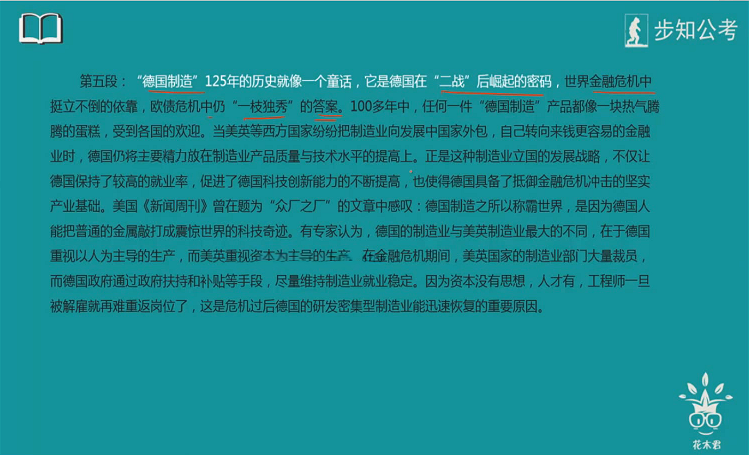 步知公考
第五段：“德国制造”125年的历史就像一个童话，它是德国在“二战”后崛起的密码，世界金融危机中
挺立不倒的依靠，欧债危机中仍“一枝独秀”的答案。100多年中，任何一件“德国制造”产品都像一块热气腾
腾的蛋糕，受到各国的欢迎。当美英等西方国家纷纷把制造业向发展中国家外包，自己转向来钱更容易的金融
业时，德国仍将主要精力放在制造业产品质量与技术水平的提高上。正是这种制造业立国的发展战略，不仅让
德国保持了较高的就业率，促进了德国科技创新能力的不断提高，也使得德国具备了抵御金融危机冲击的坚实
产业基础。美国《新闻周刊》曾在题为“众厂之厂”的文章中感叹：德国制造之所以称霸世界，是因为德国人
能把普通的金属敲打成震惊世界的科技奇迹。有专家认为，德国的制造业与美英制造业最大的不同，在于德国
重视以人为主导的生产，而美英重视资本为主导的生产。在金融危机期间，美英国家的制造业部门大量裁员，
而德国政府通过政府扶持和补贴等手段，尽量维持制造业就业稳定。因为资本没有思想，人才有，工程师一旦
被解雇就再难重返岗位了，这是危机过后德国的研发密集型制造业能迅速恢复的重要原因。
花木君